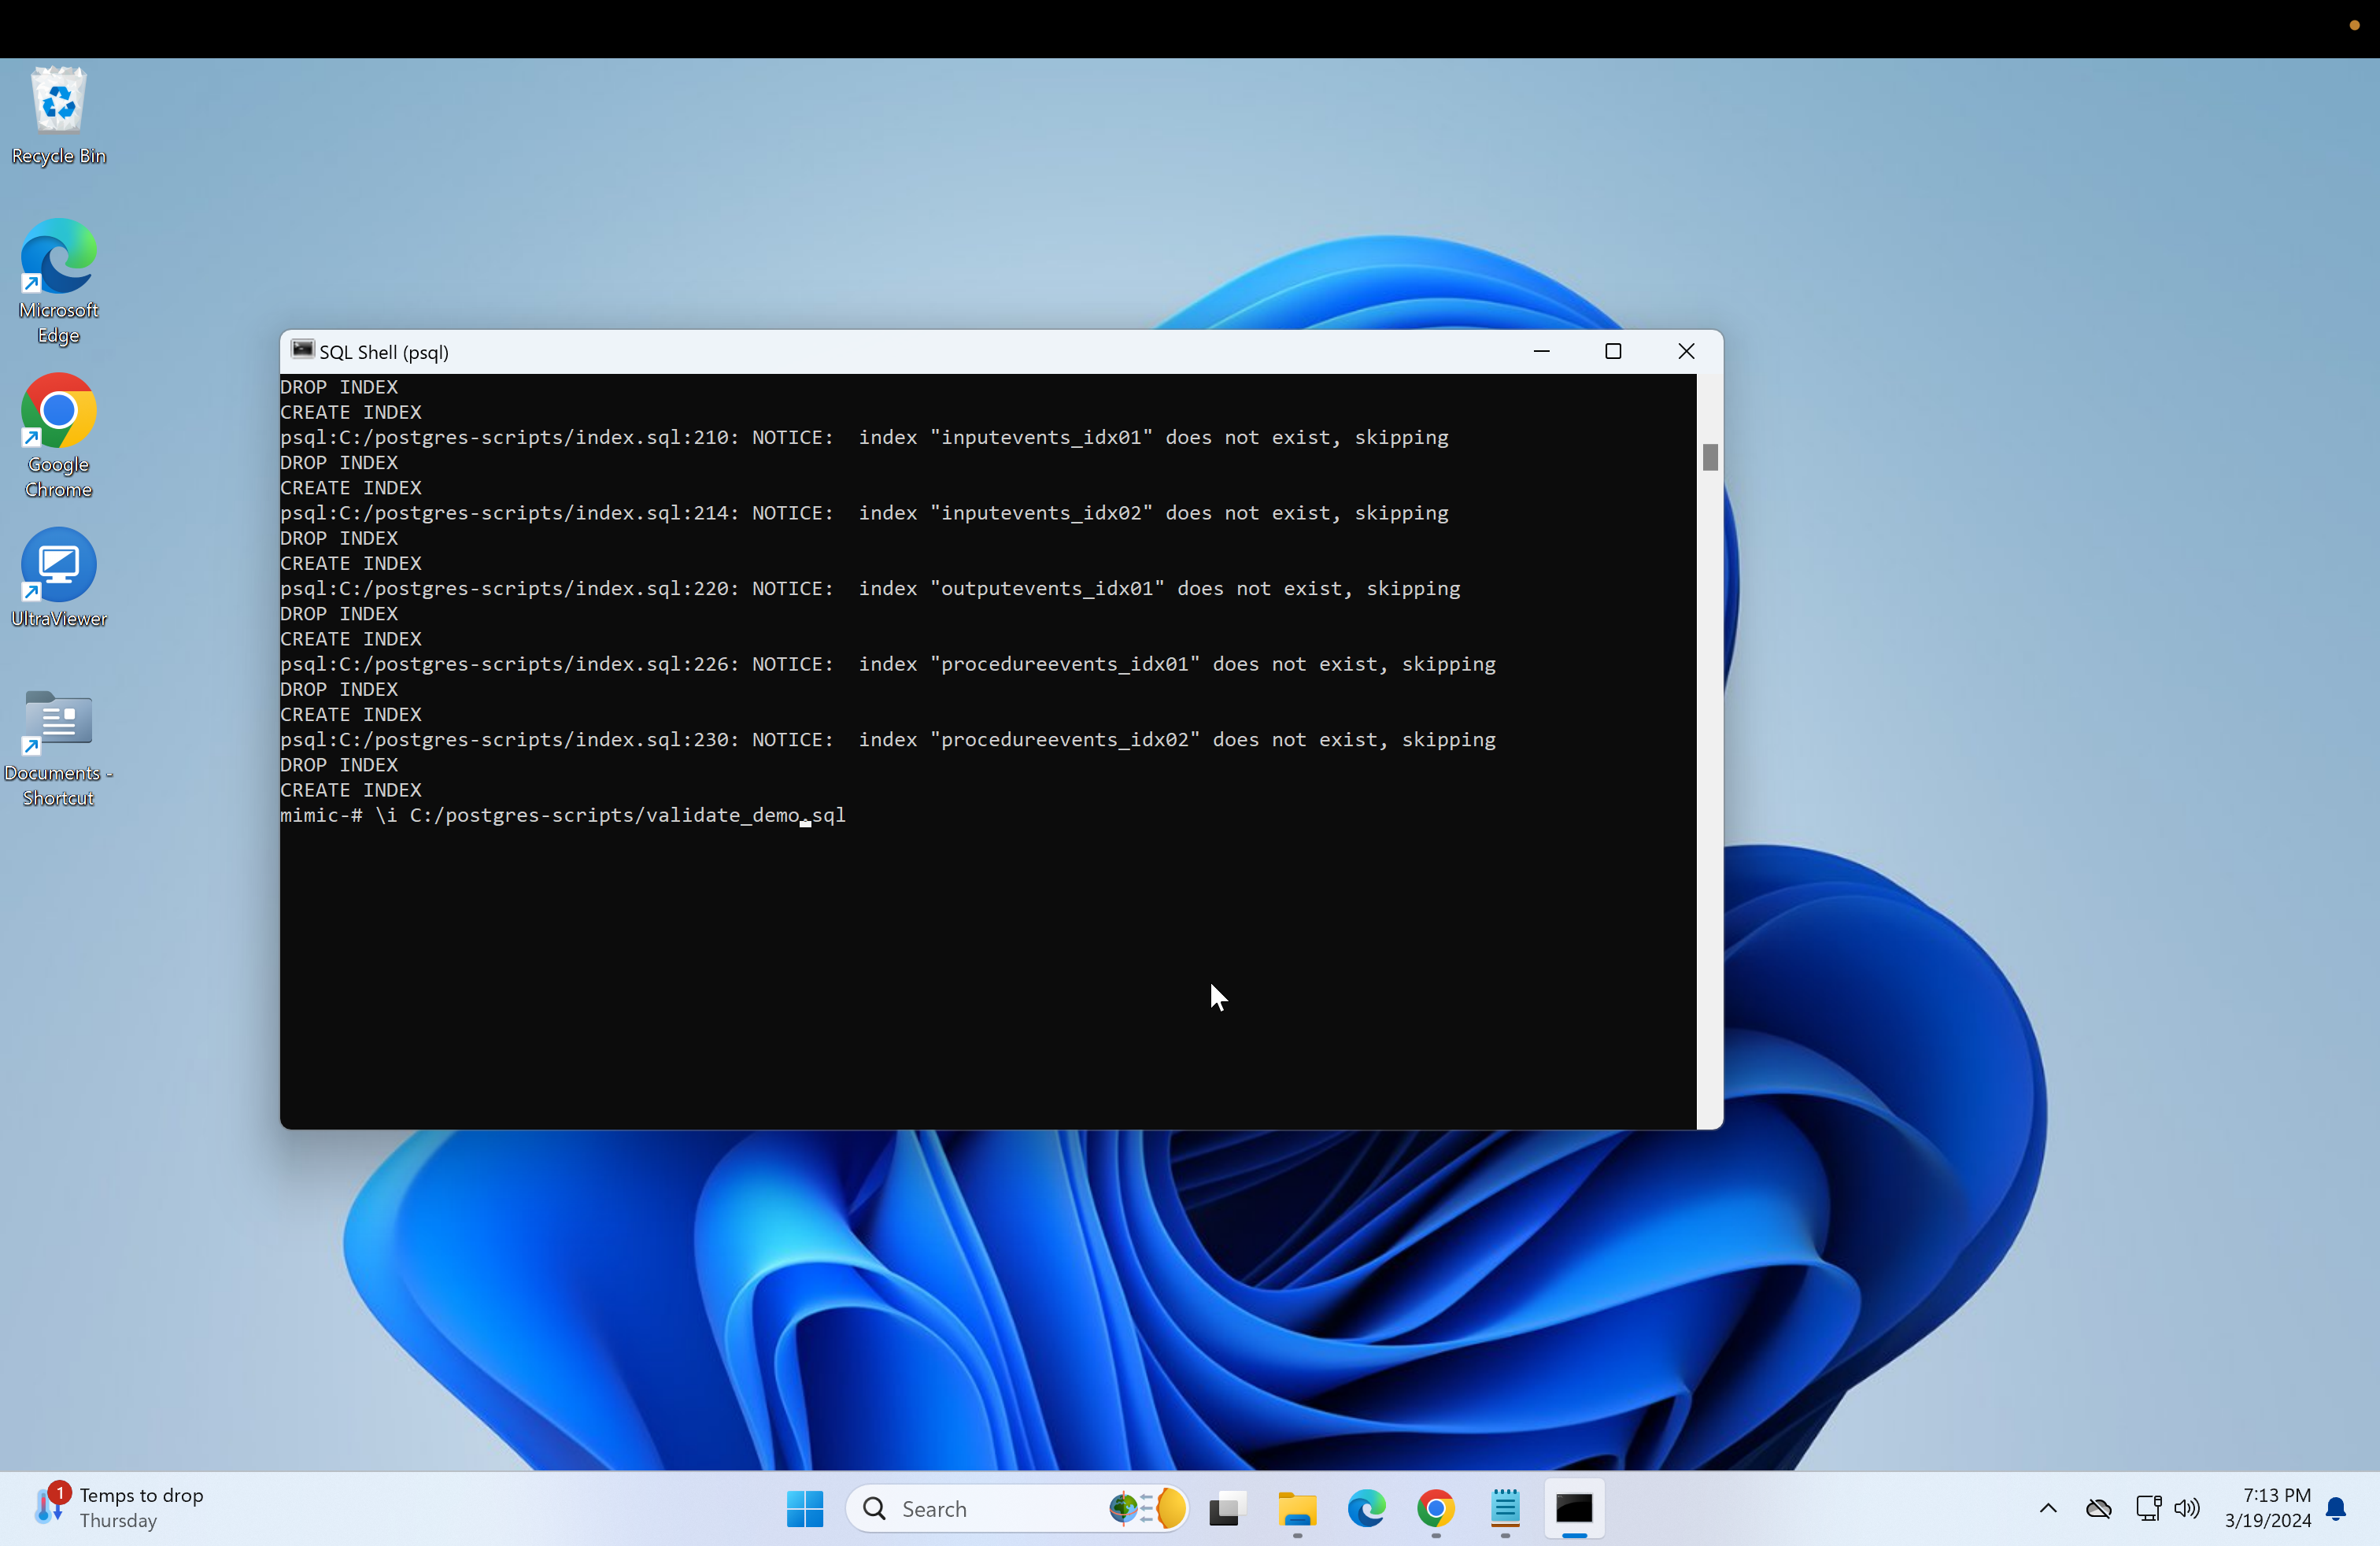 Recycle Bin
Microsoft
Edge
Google
Chrome
UltraViewer
Documents -
Shortcut
SQL Shell (psql)
DROP INDEX
CREATE INDEX
psql:C:/postgres-scripts/index.sql:210: NOTICE:  index "inputevents_idx01" does not exist, skipping
DROP INDEX
CREATE INDEX
psql:C:/postgres-scripts/index.sql:214: NOTICE:  index "inputevents_idx02" does not exist, skipping
DROP INDEX
CREATE INDEX
psql:C:/postgres-scripts/index.sql:220: NOTICE:  index "outputevents_idx01" does not exist, skipping
DROP INDEX
CREATE INDEX
psql:C:/postgres-scripts/index.sql:226: NOTICE:  index "procedureevents_idx01" does not exist, skipping
DROP INDEX
CREATE INDEX
psql:C:/postgres-scripts/index.sql:230: NOTICE:  index "procedureevents_idx02" does not exist, skipping
DROP INDEX
CREATE INDEX
mimic-# \i C:/postgres-scripts/validate_demo.sql
1
Temps to drop
Thursday
Search
7:13 PM
3/19/2024